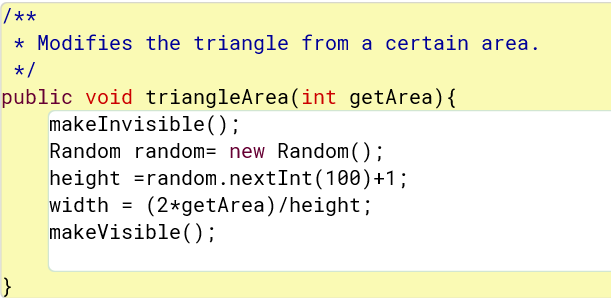 /**
 * Modifies the triangle from a certain area.
 */
public void triangleArea(int getArea){
    makeInvisible();
    Random random= new Random();
    height =random.nextInt(100)+1;
    width = (2*getArea)/height;
    makeVisible();
}